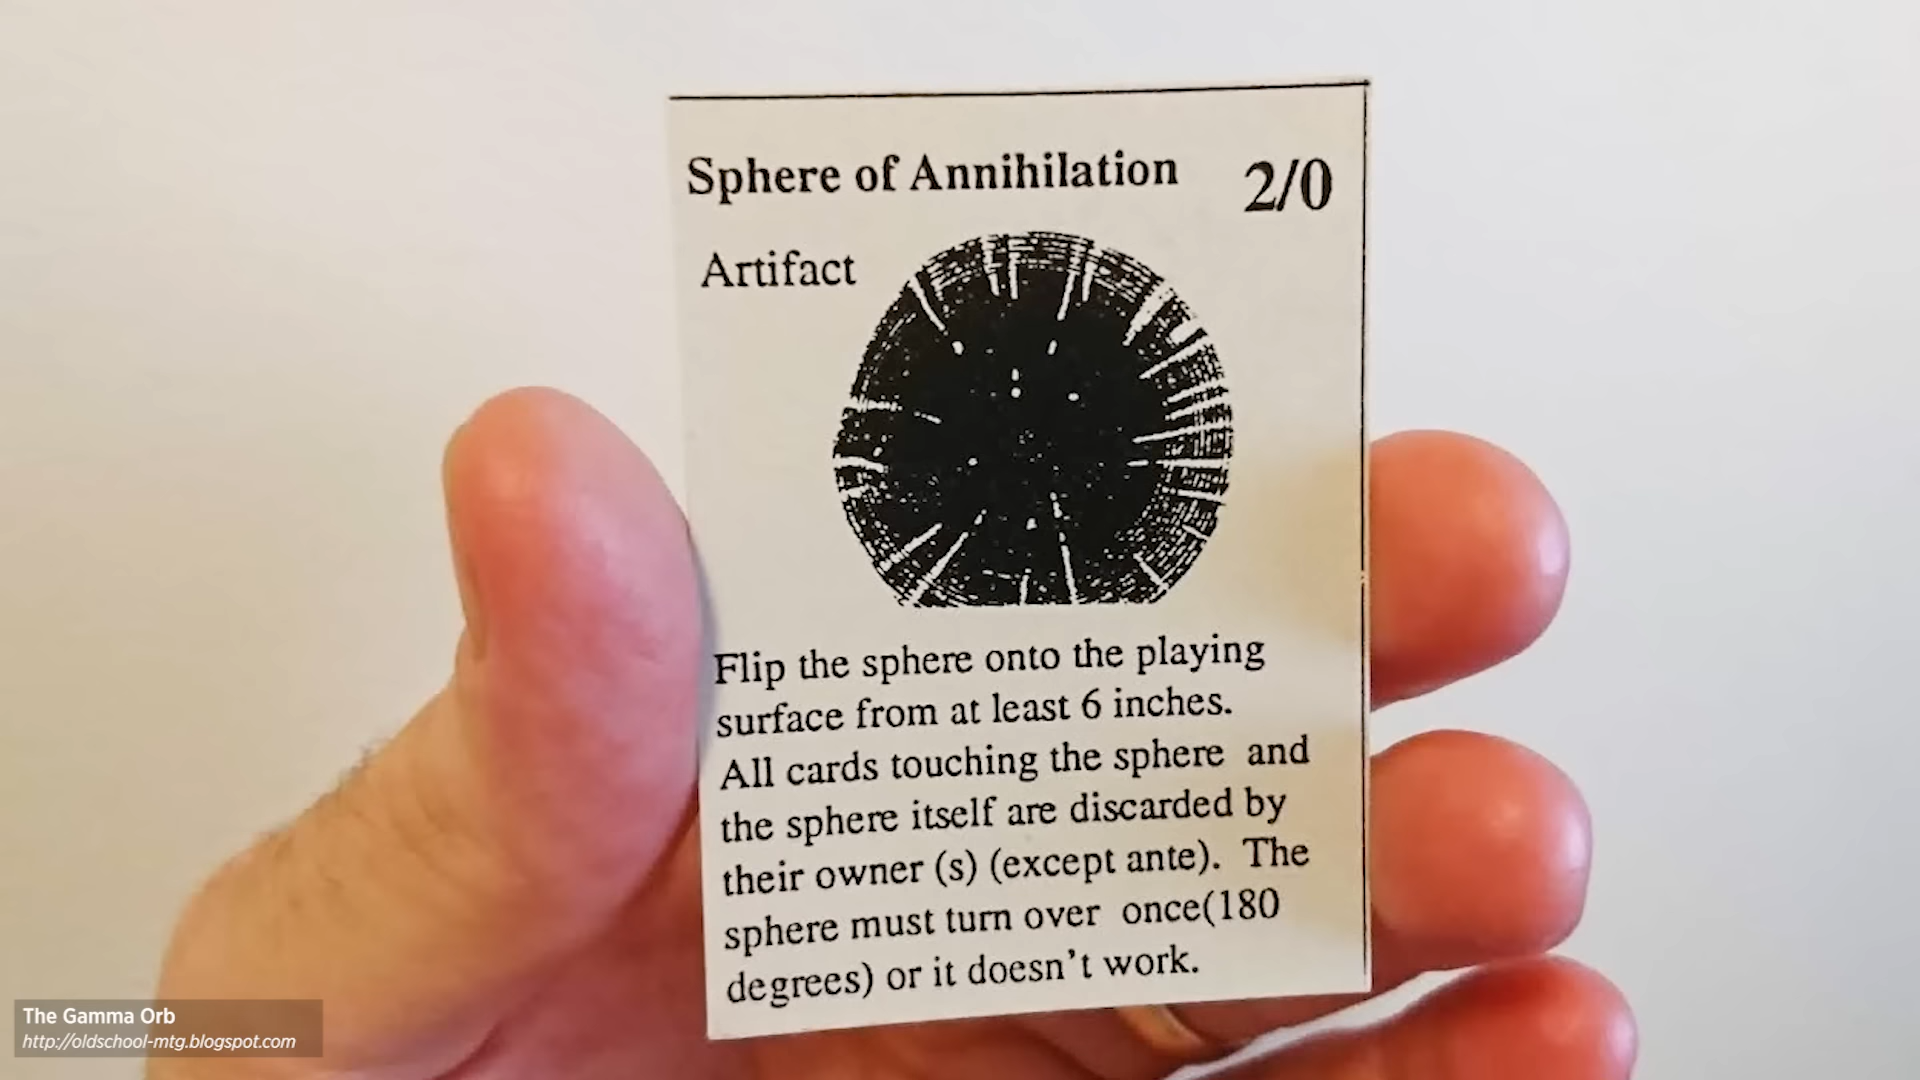 Sphere of Annihilation 2/0
Artifact
Flip the sphere onto the playing
surface from at least 6 inches.
All cards touching the sphere and
the sphere itself are discarded by
their owner (s) (except ante). The
sphere must turn over once(180
degrees) or it doesn't work.
The Gamma Orb
http://oldschool-mtg.blogspot.com